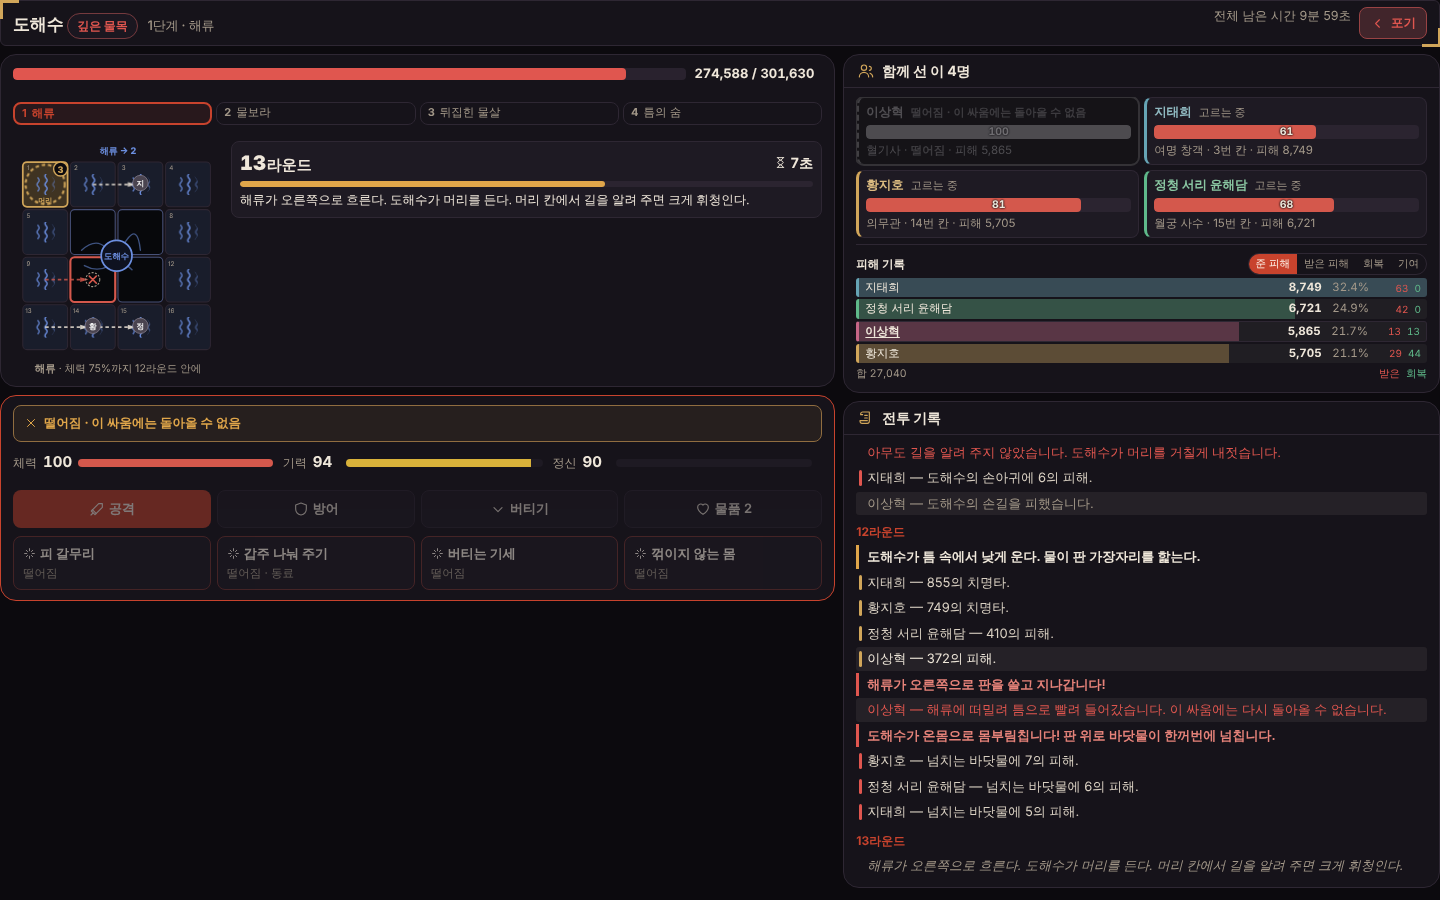 도해수 깊은 물목 1단계 · 해류
전체 남은 시간 9분 59초 포기
274,588 / 301,630
1 해류 2 물보라 3 뒤집힌 물살 4 틈의 숨
해류 → 2
1 3 2 3 지 4
머리
5 8
도해수
9 12
13 14 황 15 정 16
해류 · 체력 75%까지 12라운드 안에
13라운드 7초
해류가 오른쪽으로 흐른다. 도해수가 머리를 든다. 머리 칸에서 길을 알려 주면 크게 휘청인다.
떨어짐 · 이 싸움에는 돌아올 수 없음
체력 100 기력 94 정신 90
공격 방어 버티기 물품 2
피 갈무리 갑주 나눠 주기 버티는 기세 꺾이지 않는 몸
떨어짐 떨어짐 · 동료 떨어짐 떨어짐
함께 선 이 4명
이상혁 떨어짐 · 이 싸움에는 돌아올 수 없음
100
혈기사 · 떨어짐 · 피해 5,865
지태희 고르는 중
61
여명 창객 · 3번 칸 · 피해 8,749
황지호 고르는 중
81
의무관 · 14번 칸 · 피해 5,705
정청 서리 윤해담 고르는 중
68
월궁 사수 · 15번 칸 · 피해 6,721
피해 기록 준 피해 받은 피해 회복 기여
지태희 8,749 32.4% 63 0
정청 서리 윤해담 6,721 24.9% 42 0
이상혁 5,865 21.7% 13 13
황지호 5,705 21.1% 29 44
합 27,040 받은 회복
전투 기록
아무도 길을 알려 주지 않았습니다. 도해수가 머리를 거칠게 내젓습니다.
지태희 — 도해수의 손아귀에 6의 피해.
이상혁 — 도해수의 손길을 피했습니다.
12라운드
도해수가 틈 속에서 낮게 운다. 물이 판 가장자리를 핥는다.
지태희 — 855의 치명타.
황지호 — 749의 치명타.
정청 서리 윤해담 — 410의 피해.
이상혁 — 372의 피해.
해류가 오른쪽으로 판을 쓸고 지나갑니다!
이상혁 — 해류에 떠밀려 틈으로 빨려 들어갔습니다. 이 싸움에는 다시 돌아올 수 없습니다.
도해수가 온몸으로 몸부림칩니다! 판 위로 바닷물이 한꺼번에 넘칩니다.
황지호 — 넘치는 바닷물에 7의 피해.
정청 서리 윤해담 — 넘치는 바닷물에 6의 피해.
지태희 — 넘치는 바닷물에 5의 피해.
13라운드
해류가 오른쪽으로 흐른다. 도해수가 머리를 든다. 머리 칸에서 길을 알려 주면 크게 휘청인다.